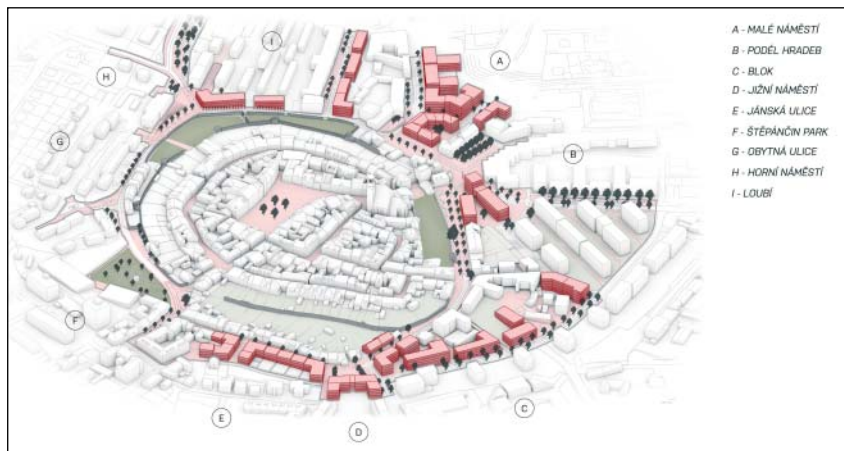 A - MALÉ NÁMĚSTÍ
B - PODÉL HRADEB
C - BLOK
D - JIŽNÍ NÁMĚSTÍ
E - JÁNSKÁ ULICE
F - ŠTĚPÁNČIN PARK
G - OBYTNÁ ULICE
H - HORNÍ NÁMĚSTÍ
I - LOUBÍ
I
A
H
G
B
F
E
D
C